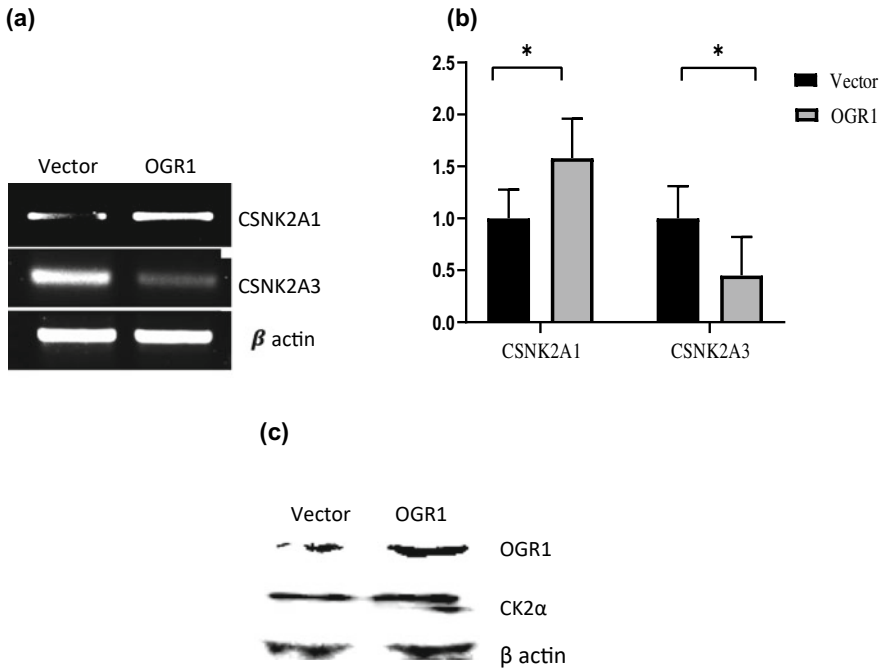 (a)
Vector OGR1
CSNK2A1
CSNK2A3
β actin
(b)
2.5
2.0
1.5
1.0
0.5
0.0
* *
CSNK2A1 CSNK2A3
Vector
OGR1
(c)
Vector OGR1
OGR1
CK2α
β actin